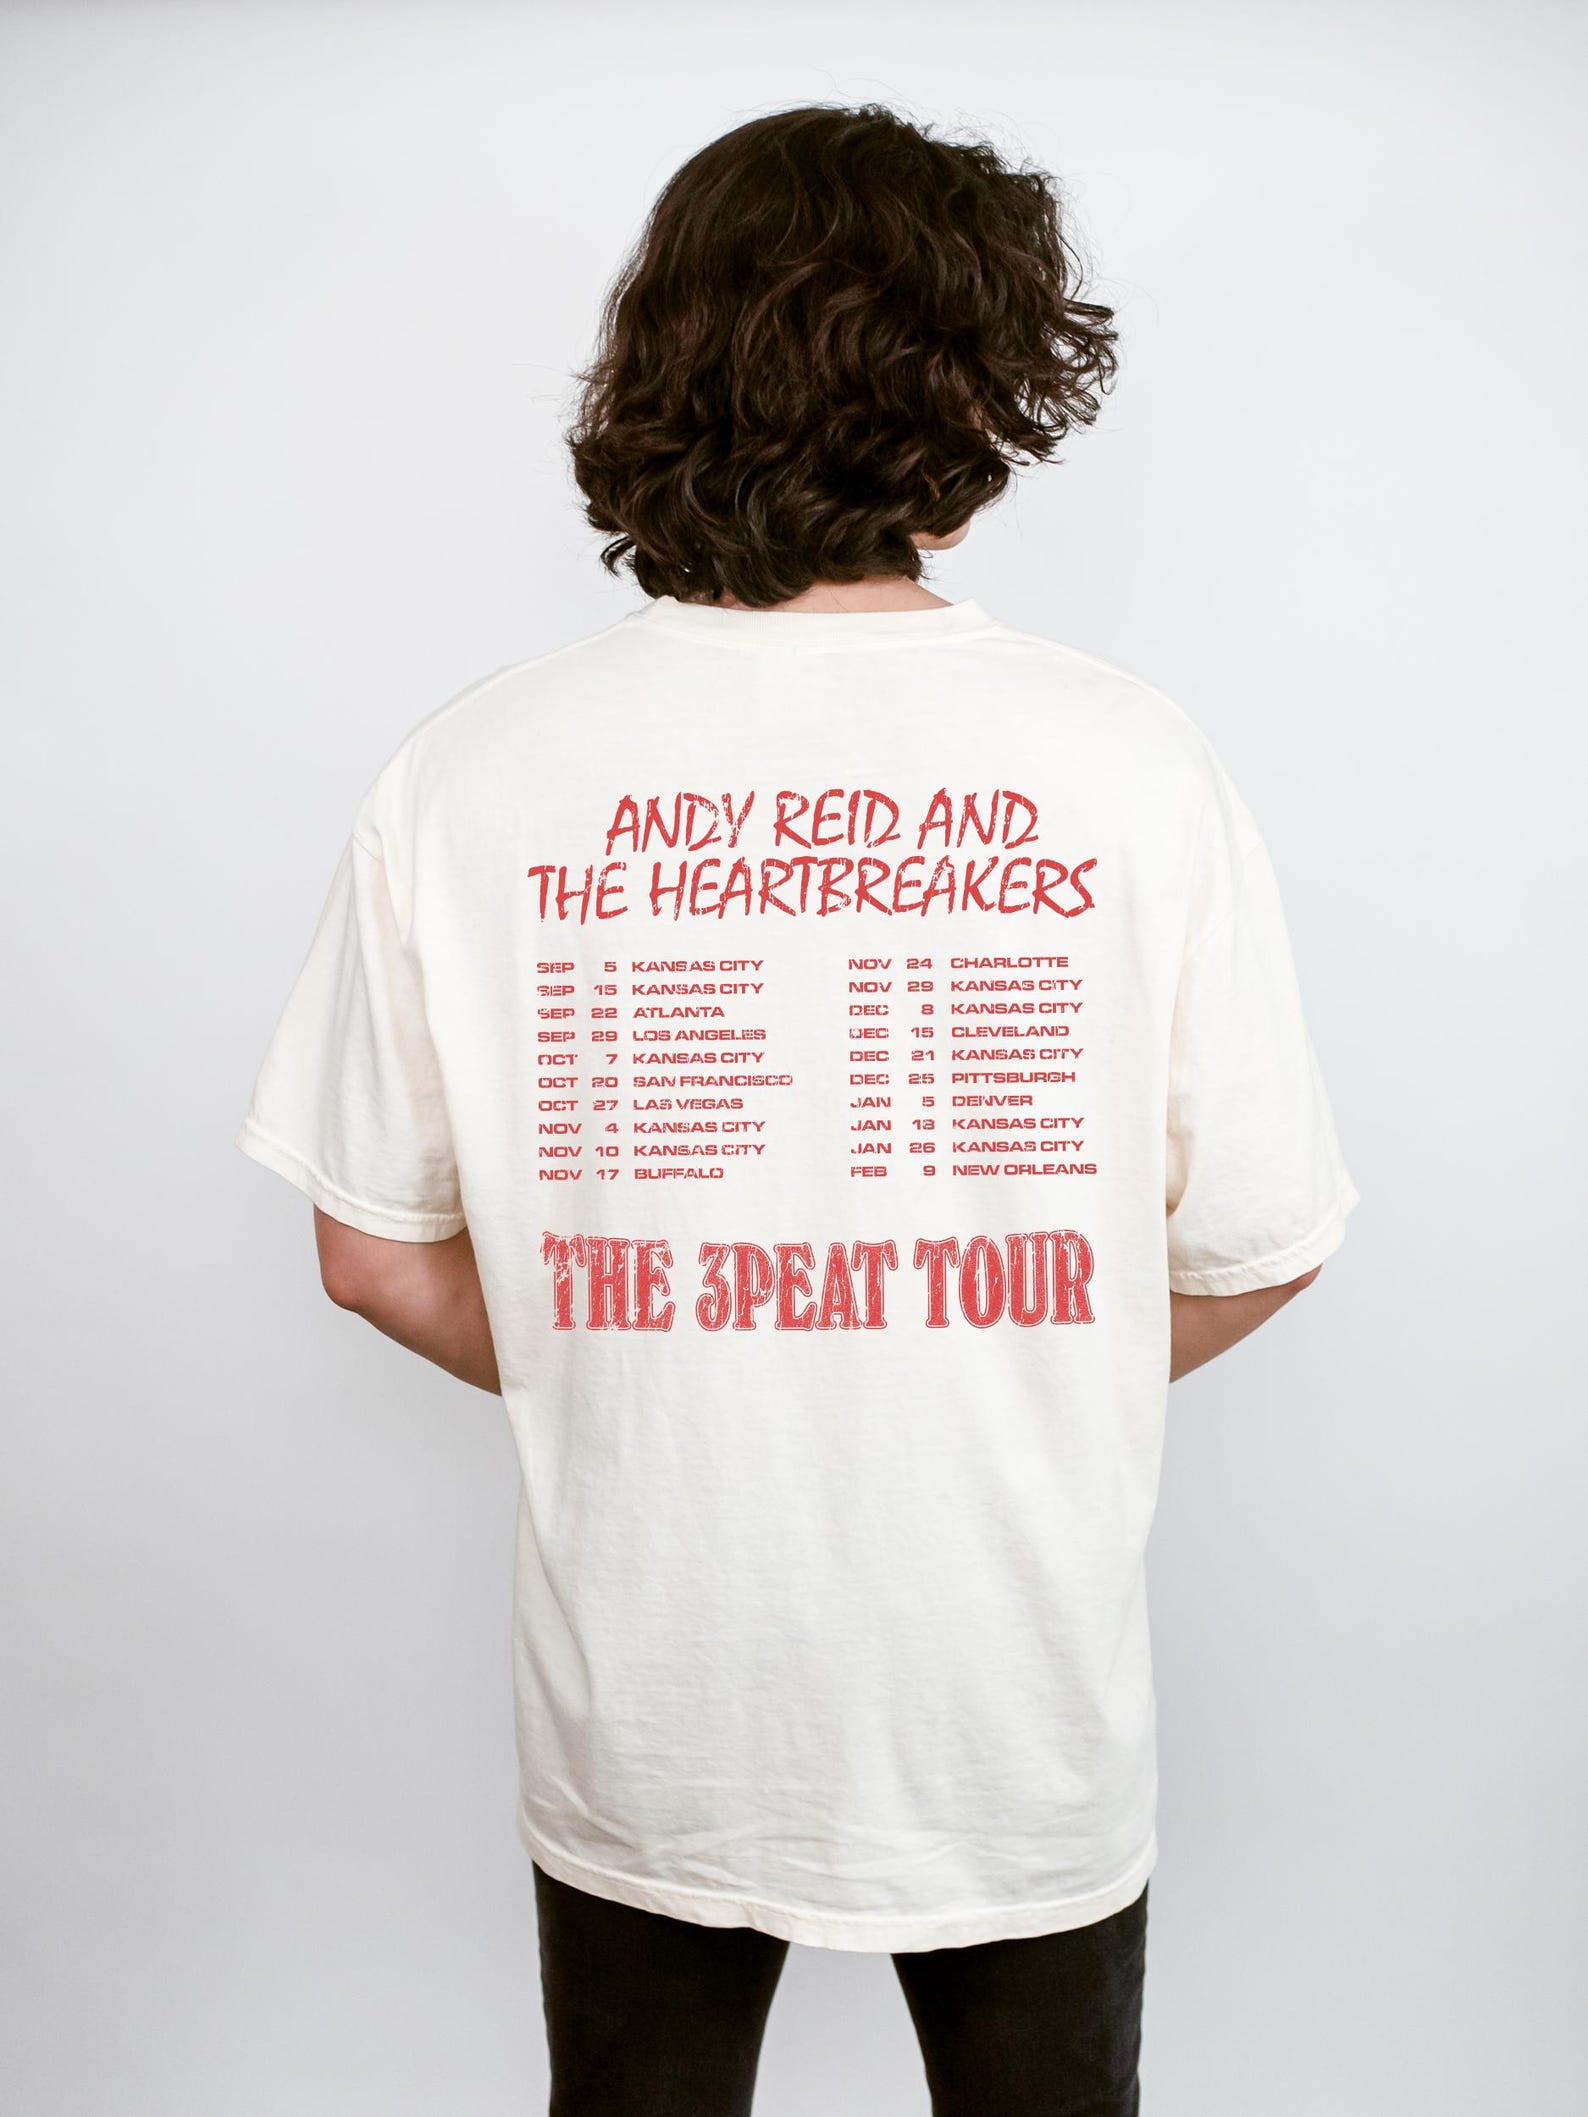 ANDY REID AND
THE HEARTBREAKERS
SEP 5 KANSAS CITY
SEP 15 KANSAS CITY
SEP 22 ATLANTA
SEP 29 LOS ANGELES
OCT 7 KANSAS CITY
OCT 20 SAN FRANCISCO
OCT 27 LAS VEGAS
NOV 4 KANSAS CITY
NOV 10 KANSAS CITY
NOV 17 BUFFALO
NOV 24 CHARLOTTE
NOV 29 KANSAS CITY
DEC 8 KANSAS CITY
DEC 15 CLEVELAND
DEC 21 KANSAS CITY
DEC 25 PITTSBURGH
JAN 5 DENVER
JAN 18 KANSAS CITY
JAN 26 KANSAS CITY
FEB 9 NEW ORLEANS
THE 3PEAT TOUR